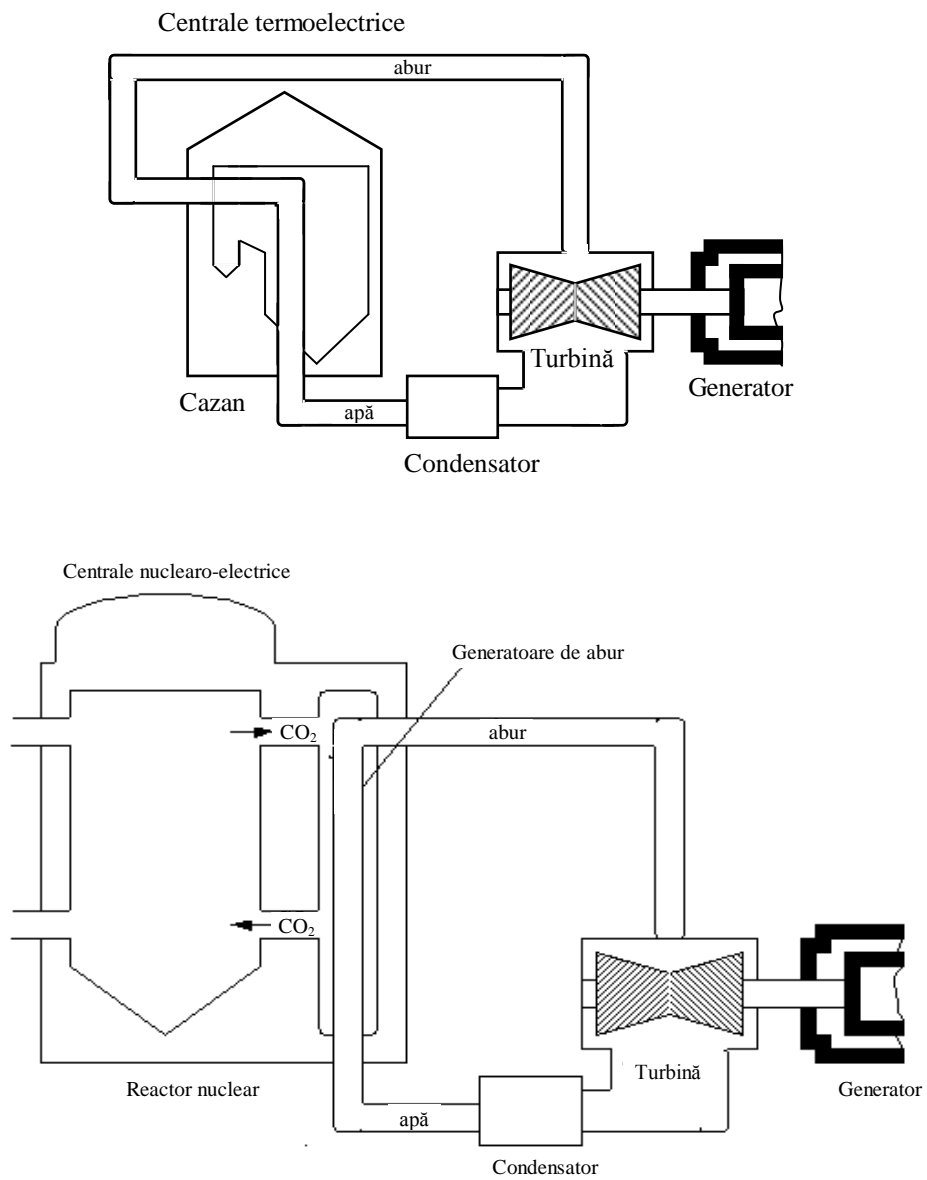 Centrale termoelectrice
abur
Turbină
Generator
Cazan
apă
Condensator
Centrale nuclearo-electrice
Generatoare de abur
CO₂
abur
CO₂
Turbină
Reactor nuclear
Generator
apă
Condensator